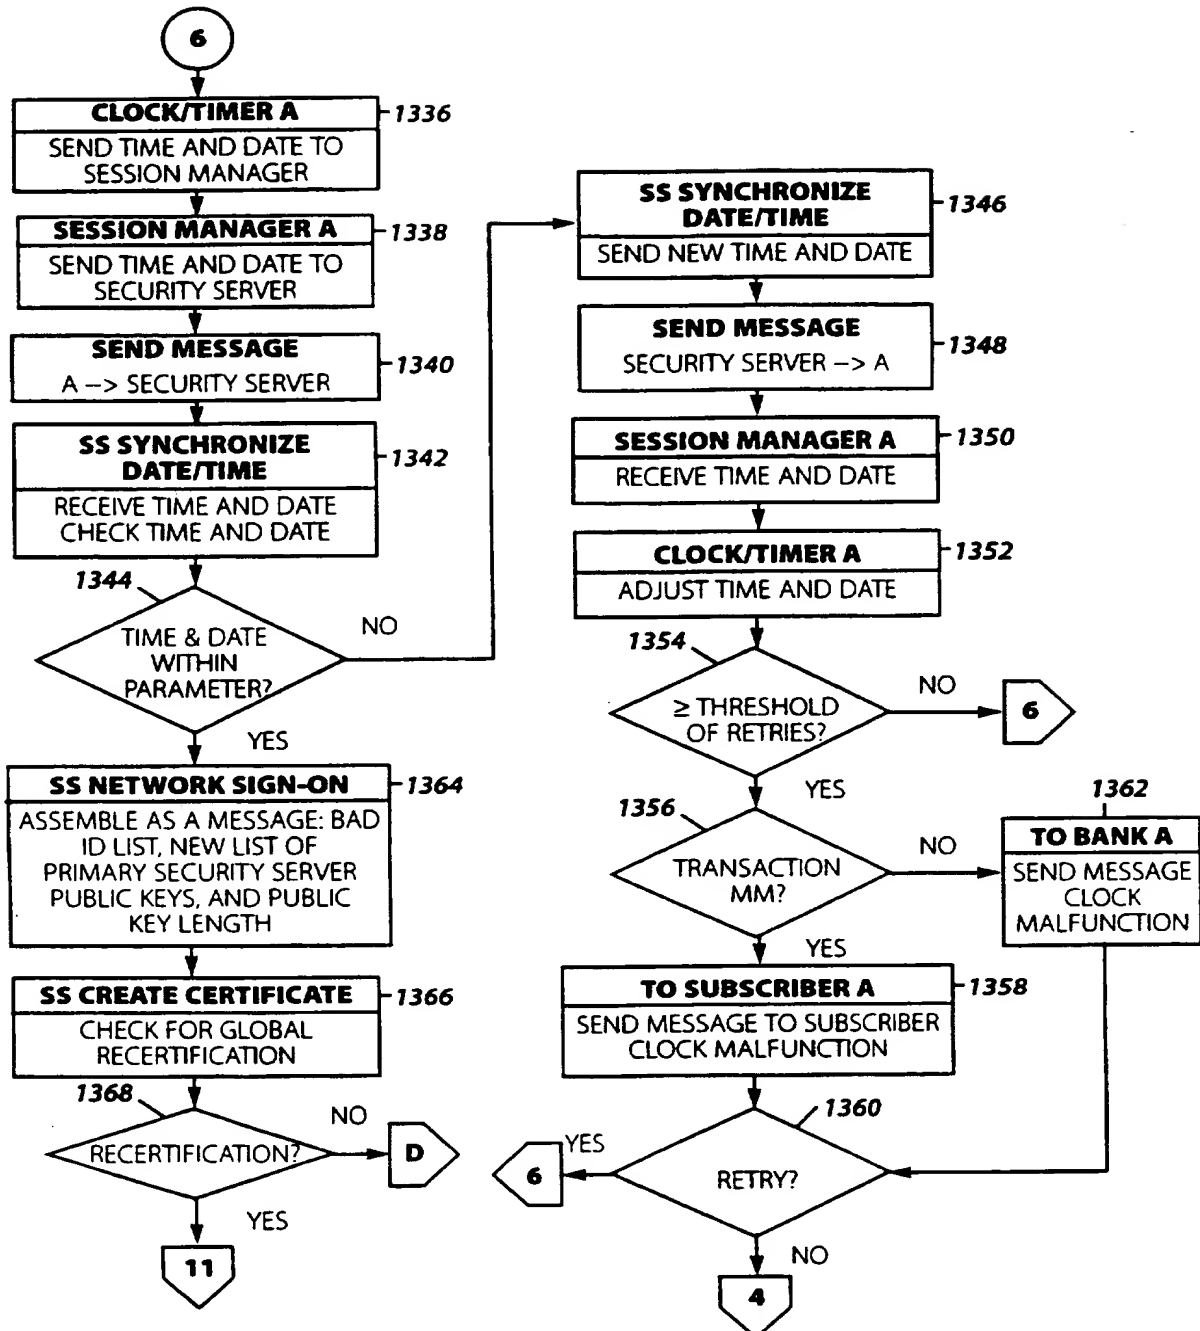 6
CLOCK/TIMER A
1336
SEND TIME AND DATE TO
SESSION MANAGER
SESSION MANAGER A
1338
SEND TIME AND DATE TO
SECURITY SERVER
SEND MESSAGE
1340
A --> SECURITY SERVER
SS SYNCHRONIZE
DATE/TIME
1342
RECEIVE TIME AND DATE
CHECK TIME AND DATE
1344
TIME & DATE
WITHIN
PARAMETER?
NO
YES
SS NETWORK SIGN-ON
1364
ASSEMBLE AS A MESSAGE: BAD
ID LIST, NEW LIST OF
PRIMARY SECURITY SERVER
PUBLIC KEYS, AND PUBLIC
KEY LENGTH
SS CREATE CERTIFICATE
1366
CHECK FOR GLOBAL
RECERTIFICATION
1368
RECERTIFICATION?
NO
D
YES
11
SS SYNCHRONIZE
DATE/TIME
1346
SEND NEW TIME AND DATE
SEND MESSAGE
1348
SECURITY SERVER --> A
SESSION MANAGER A
1350
RECEIVE TIME AND DATE
CLOCK/TIMER A
1352
ADJUST TIME AND DATE
1354
≥ THRESHOLD
OF RETRIES?
NO
6
YES
1356
TRANSACTION
MM?
NO
1362
TO BANK A
SEND MESSAGE
CLOCK
MALFUNCTION
YES
TO SUBSCRIBER A
1358
SEND MESSAGE TO SUBSCRIBER
CLOCK MALFUNCTION
1360
RETRY?
YES
6
NO
4